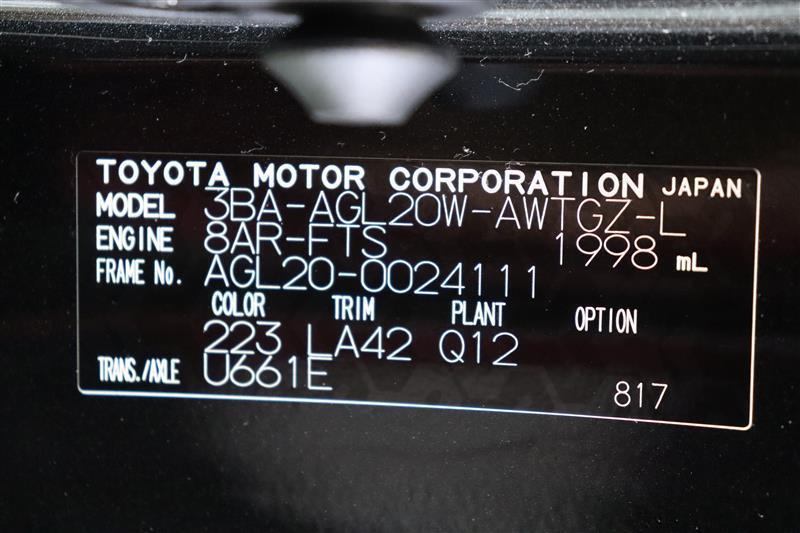 TOYOTA MOTOR CORPORATION JAPAN
MODEL 3BA-AGL20W-AWTGZ-L
ENGINE 8AR-FTS 1998 mL
FRAME No. AGL20-0024111
COLOR TRIM PLANT OPTION
223 LA42 Q12
TRANS./AXLE U661E 817